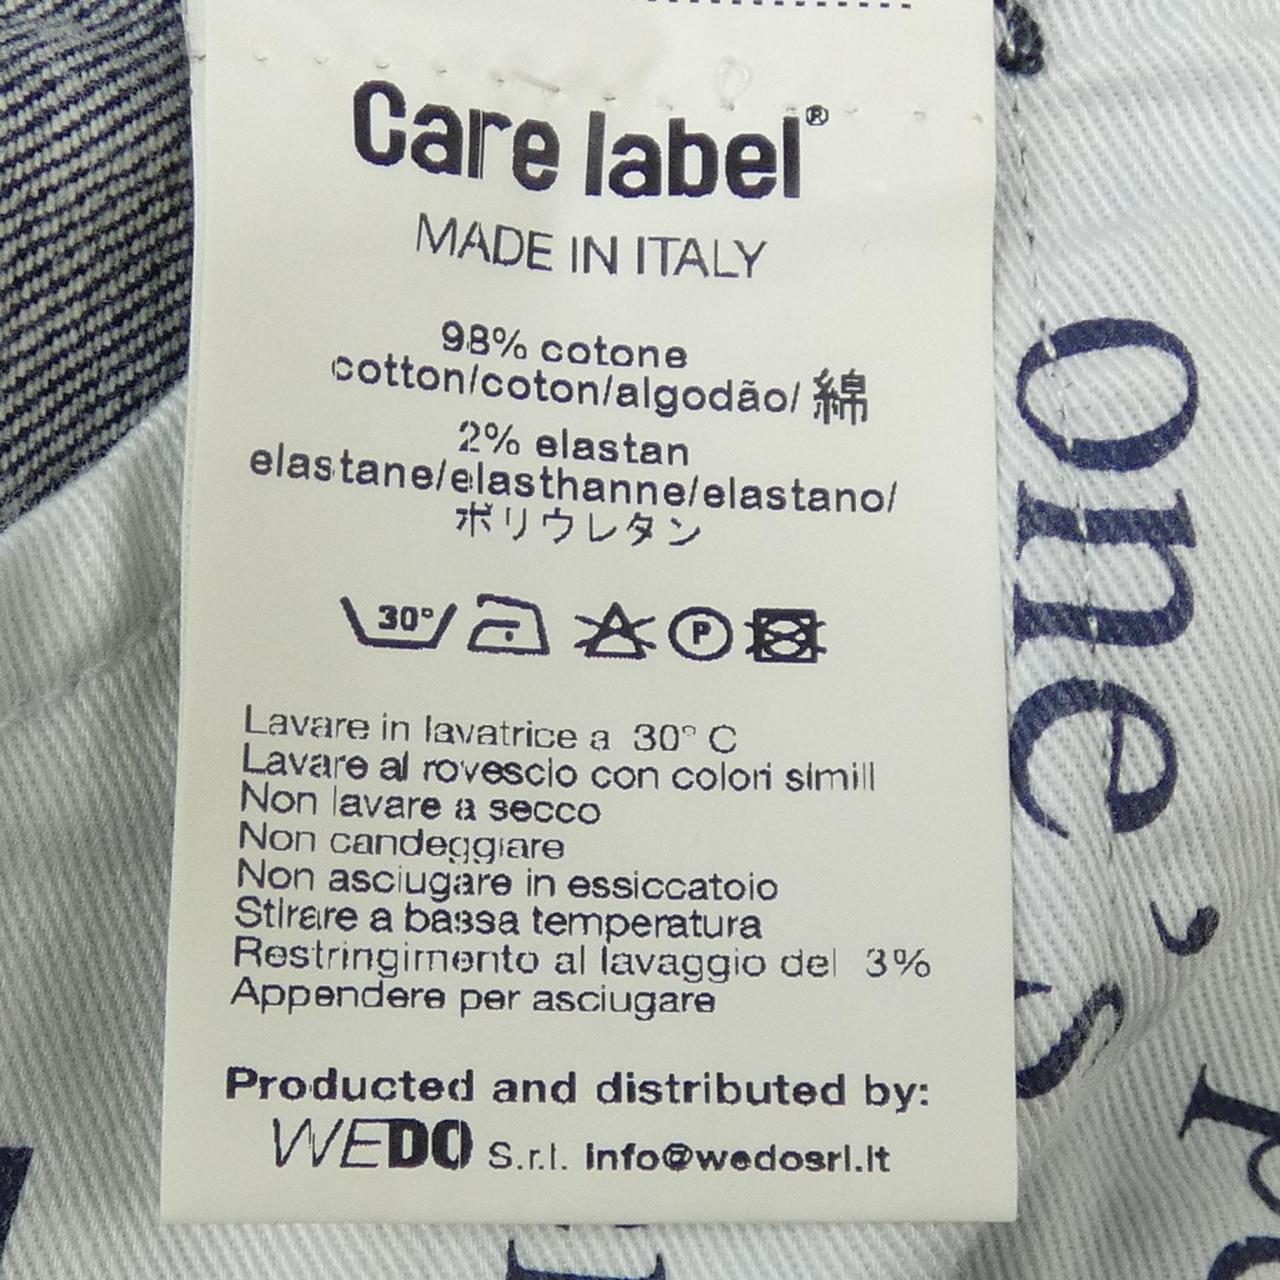 Care label®
MADE IN ITALY
98% cotone
cotton/coton/algodão/ 綿
2% elastan
elastane/elasthanne/elastano/
ポリウレタン
30°
P
Lavare in lavatrice a 30° C
Lavare al rovescio con colori simili
Non lavare a secco
Non candeggiare
Non asciugare in essiccatoio
Stirare a bassa temperatura
Restringimento al lavaggio del 3%
Appendere per asciugare
Producted and distributed by:
WEDO S.r.l. info@wedosrl.it
one,